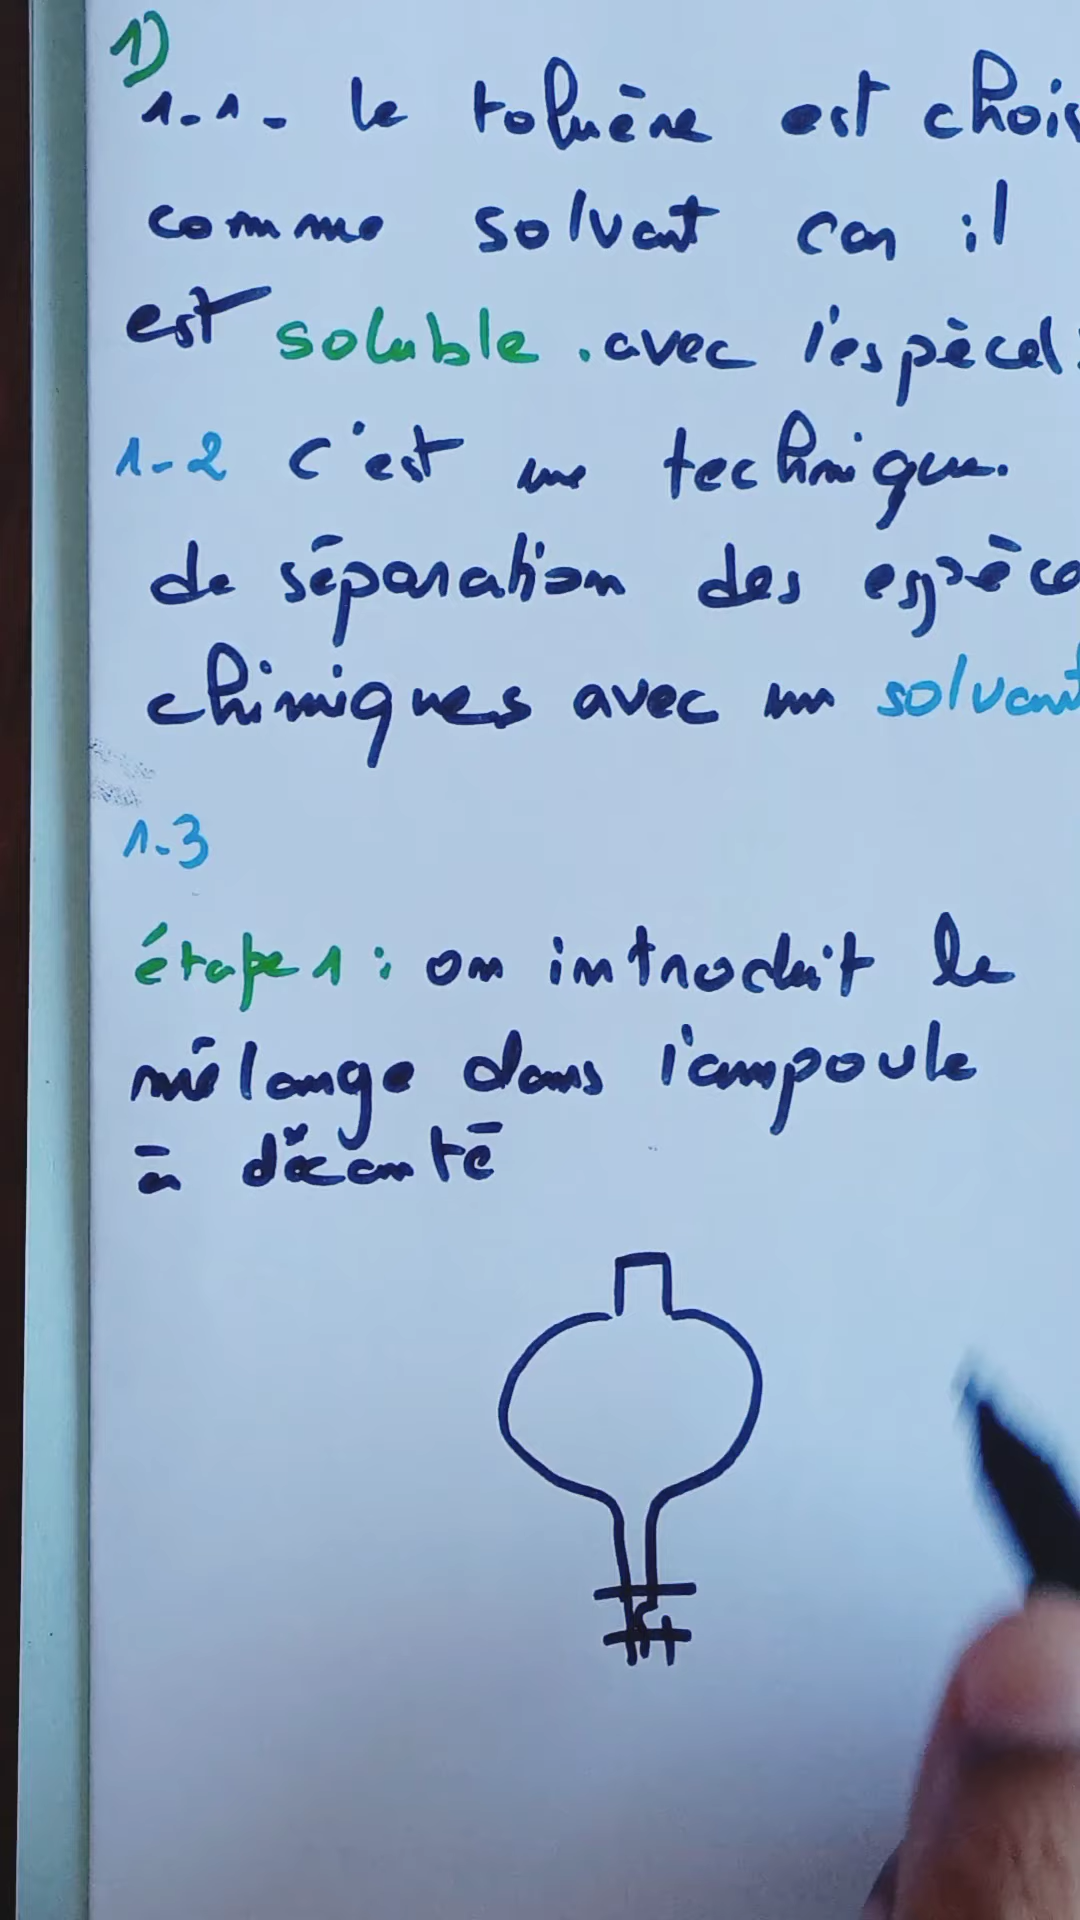 1)
1-1- le toluène est chois
comme solvant car il
est soluble. avec l'espècel
1-2 c'est une technique.
de séparation des espèce
chimiques avec un solvant
1-3
étape 1 : on introduit le
mélange dans l'ampoule
à décanté